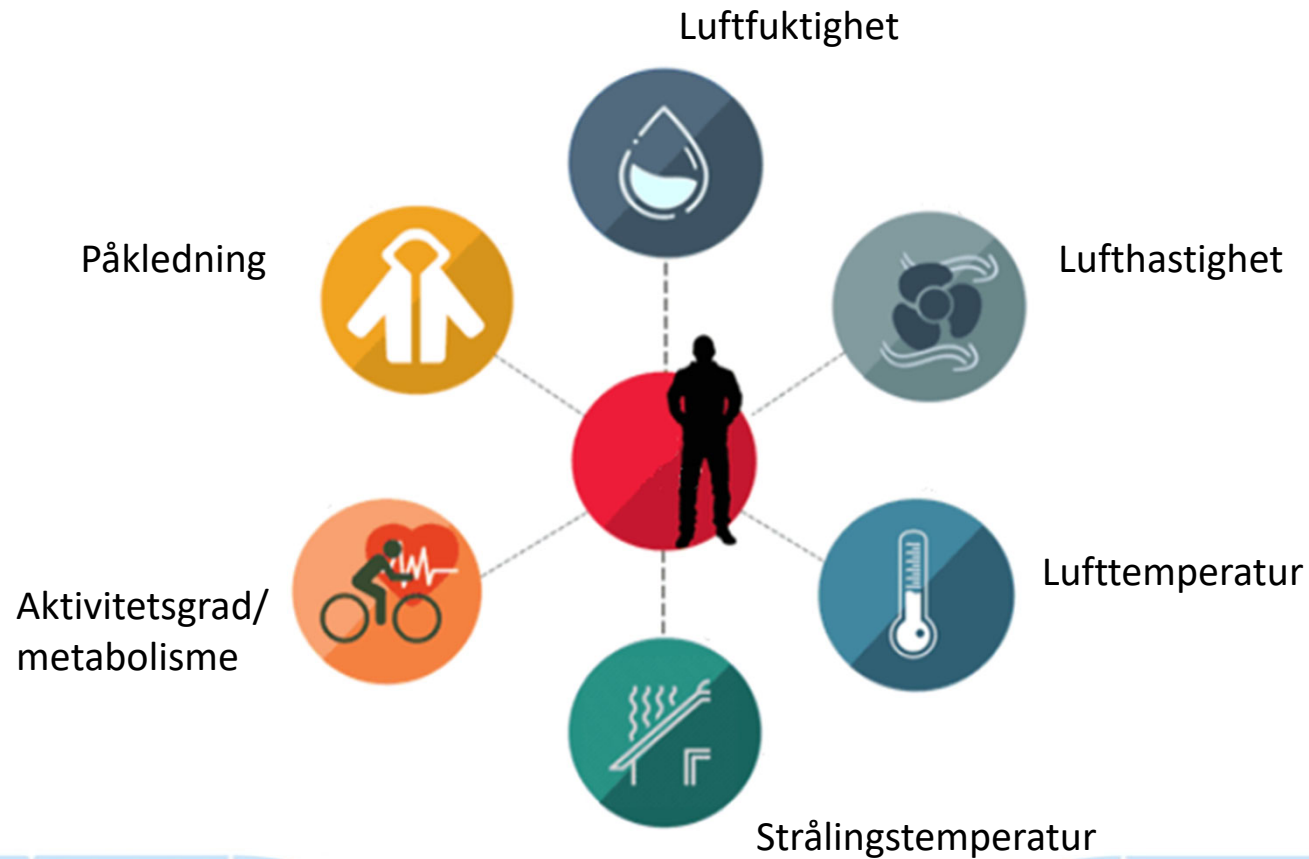 Luftfuktighet
Påkledning
Lufthastighet
Lufttemperatur
Aktivitetsgrad/
metabolisme
Strålingstemperatur